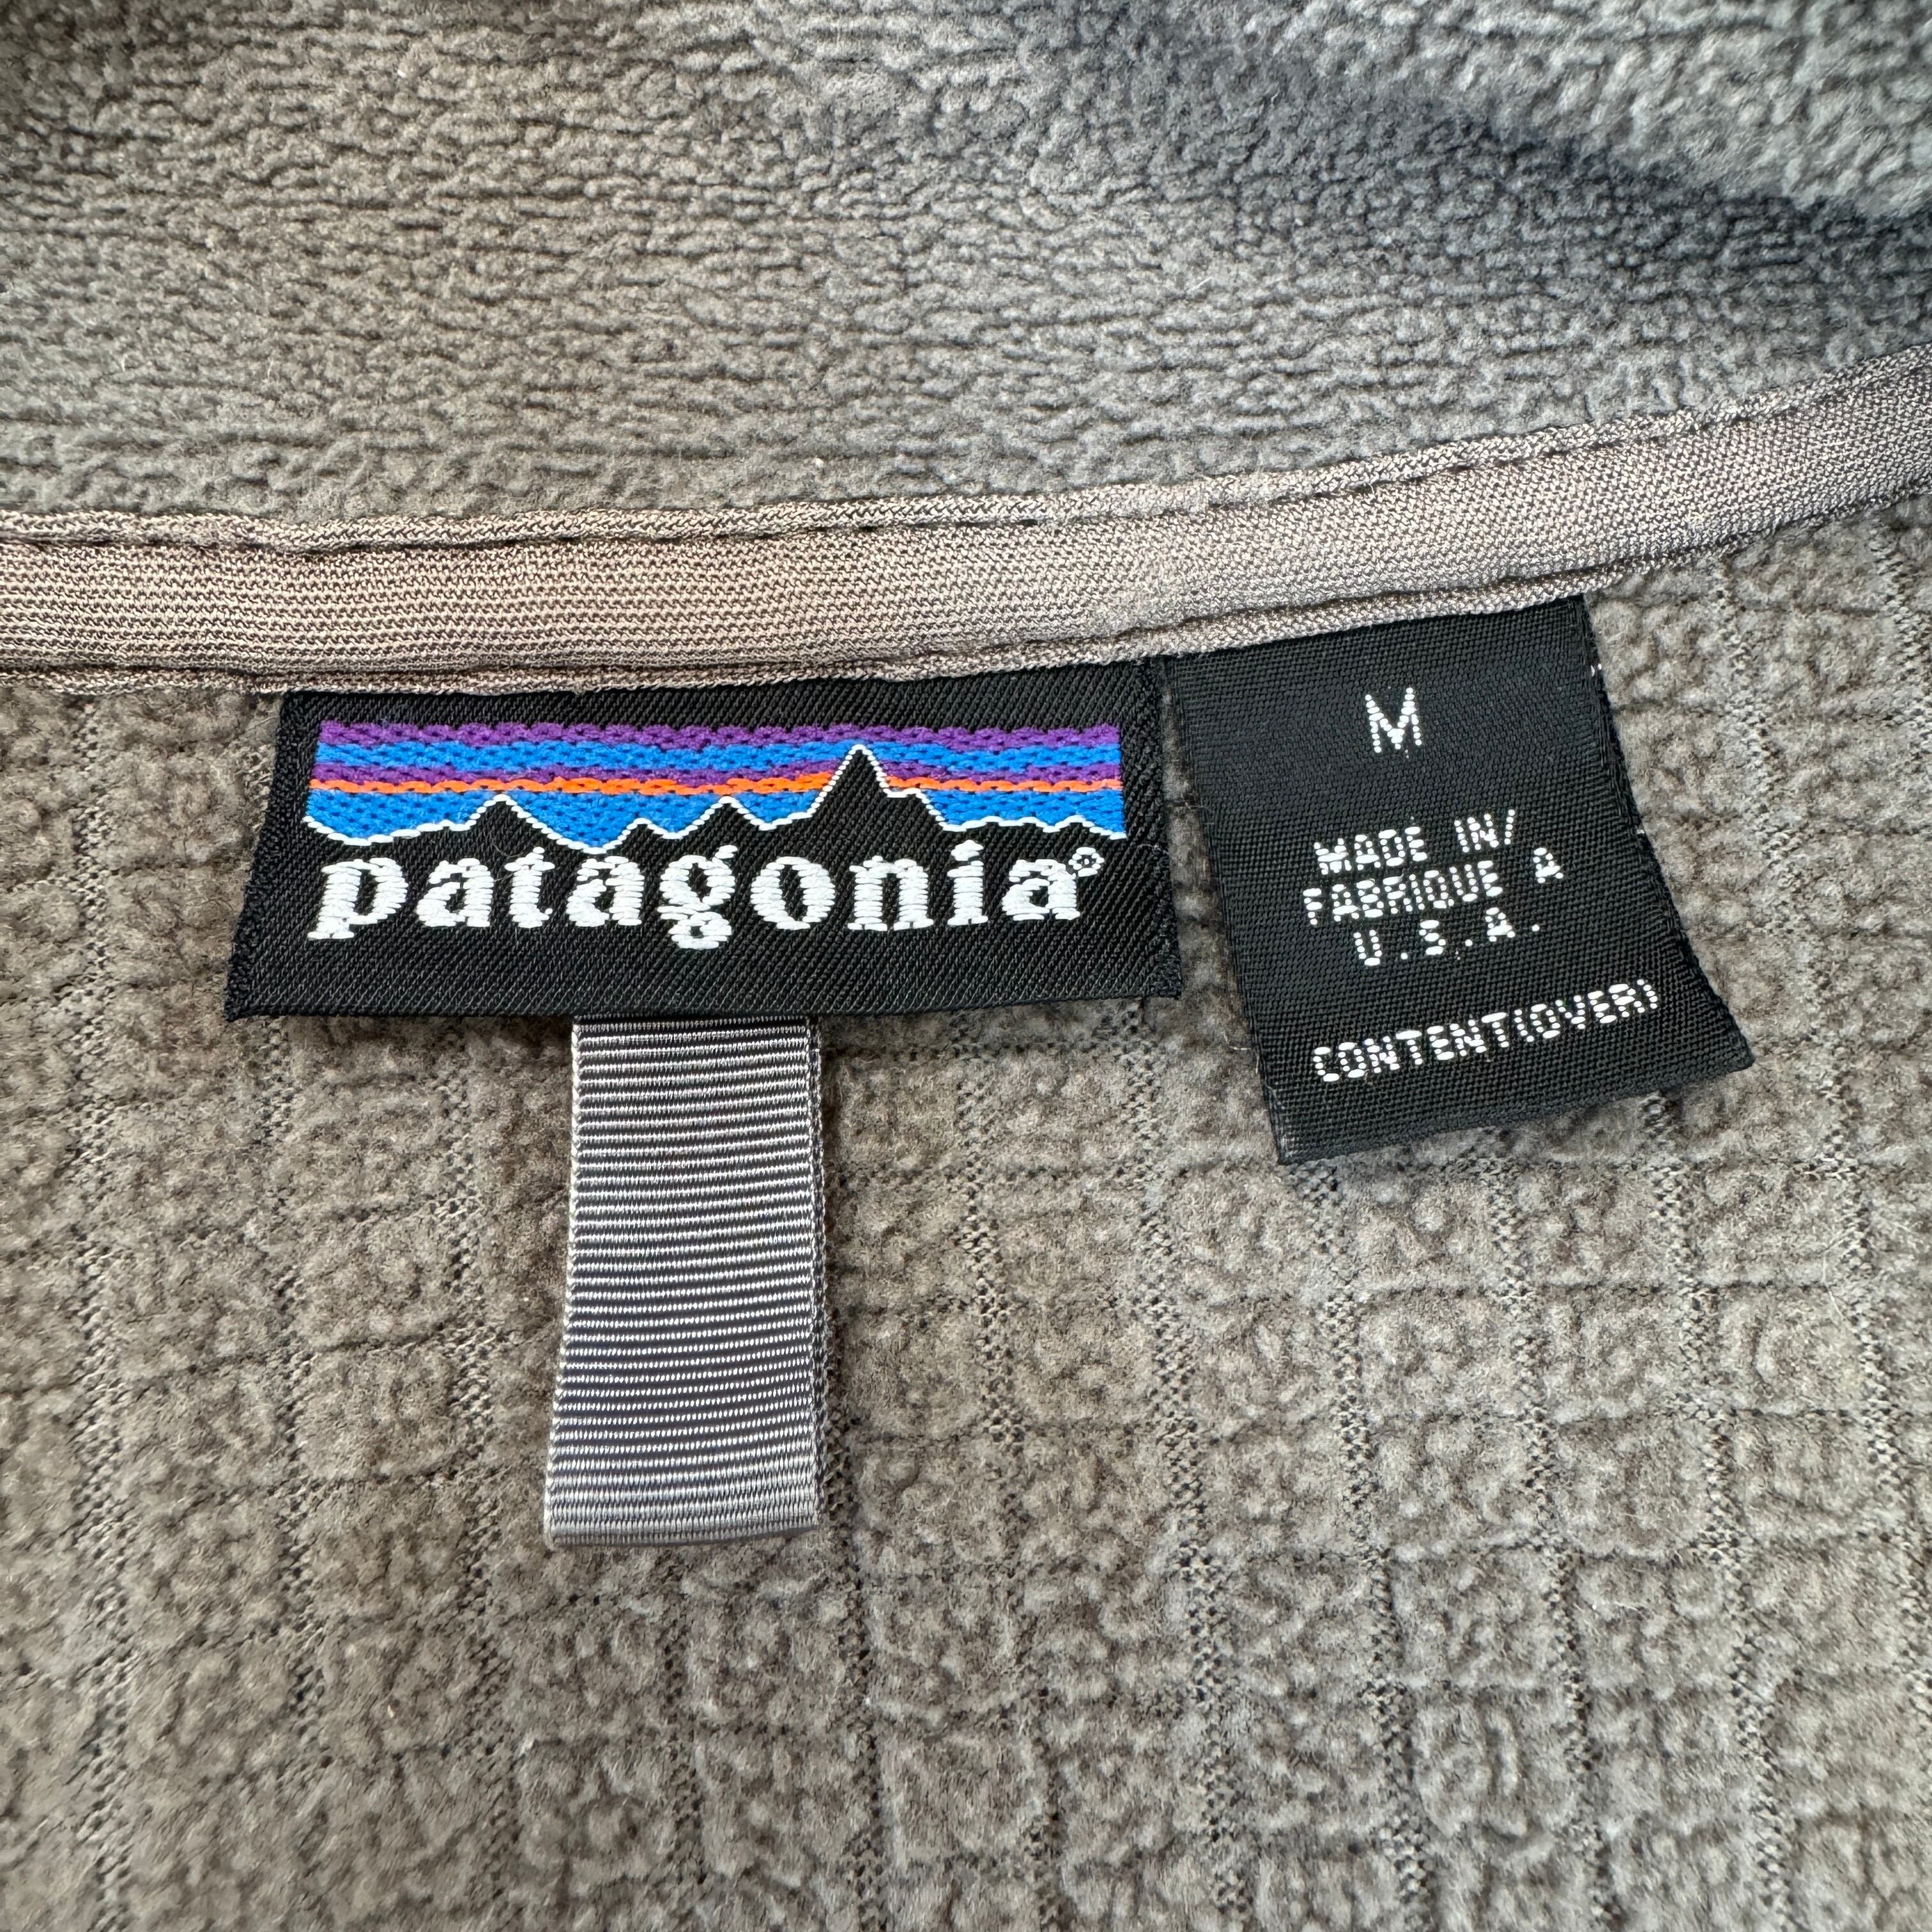 patagonia®
M
MADE IN/
FABRIQUE A
U.S.A.
CONTENT(OVER)